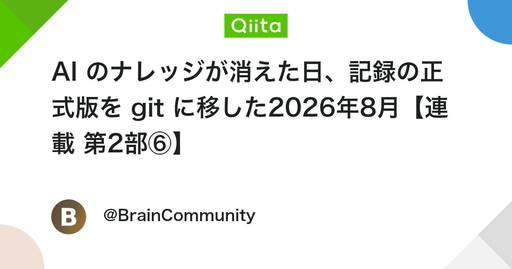 Qiita
AI のナレッジが消えた日、記録の正
式版を git に移した2026年8月【連
載 第2部⑥】
B
@BrainCommunity